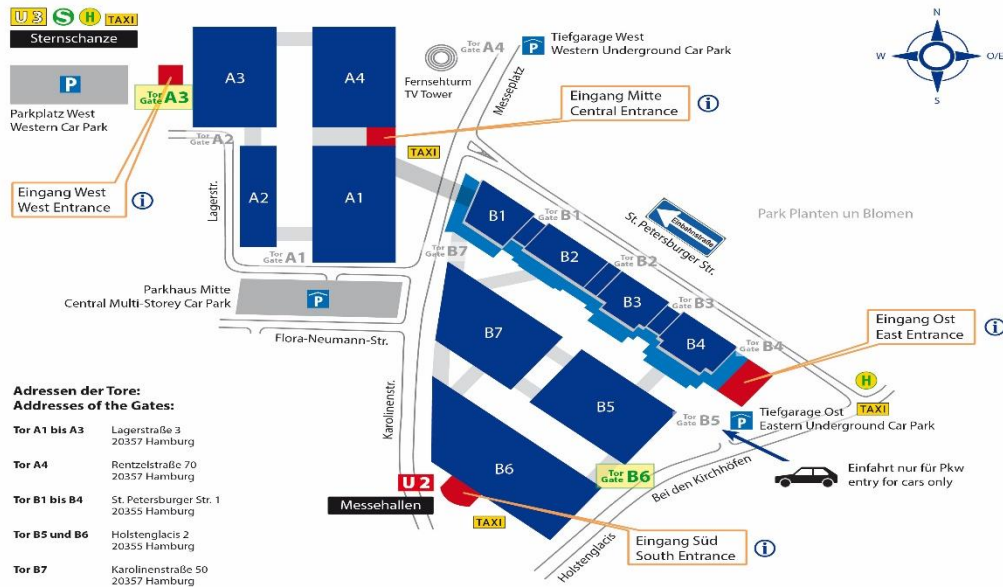 U3 S H TAXI
Sternschanze
P
Parkplatz West
Western Car Park
Tor
Gate A3
Eingang West
West Entrance
i
A3
A4
Tor
Gate A2
Lagerstr.
A2
A1
Tor
Gate A1
Fernsehturm
TV Tower
Tor
Gate A4
Messeplatz
P
Tiefgarage West
Western Underground Car Park
Eingang Mitte
Central Entrance
i
TAXI
N
W
O/E
S
Parkhaus Mitte
Central Multi-Storey Car Park
P
Flora-Neumann-Str.
Karolinenstr.
B1
Tor
Gate B1
Einbahnstraße
St. Petersburger Str.
Park Planten un Blomen
Tor
Gate B7
B2
Tor
Gate B2
B3
Tor
Gate B3
B4
Tor
Gate B4
Eingang Ost
East Entrance
i
H
TAXI
B7
B5
Tor
Gate B5
P
Tiefgarage Ost
Eastern Underground Car Park
Einfahrt nur für Pkw
entry for cars only
B6
Tor
Gate B6
Bei den Kirchhöfen
Holstenglacis
U2
Messehallen
TAXI
Eingang Süd
South Entrance
i
Adressen der Tore:
Addresses of the Gates:
Tor A1 bis A3 Lagerstraße 3
20357 Hamburg
Tor A4 Rentzelstraße 70
20357 Hamburg
Tor B1 bis B4 St. Petersburger Str. 1
20355 Hamburg
Tor B5 und B6 Holstenglacis 2
20355 Hamburg
Tor B7 Karolinenstraße 50
20357 Hamburg